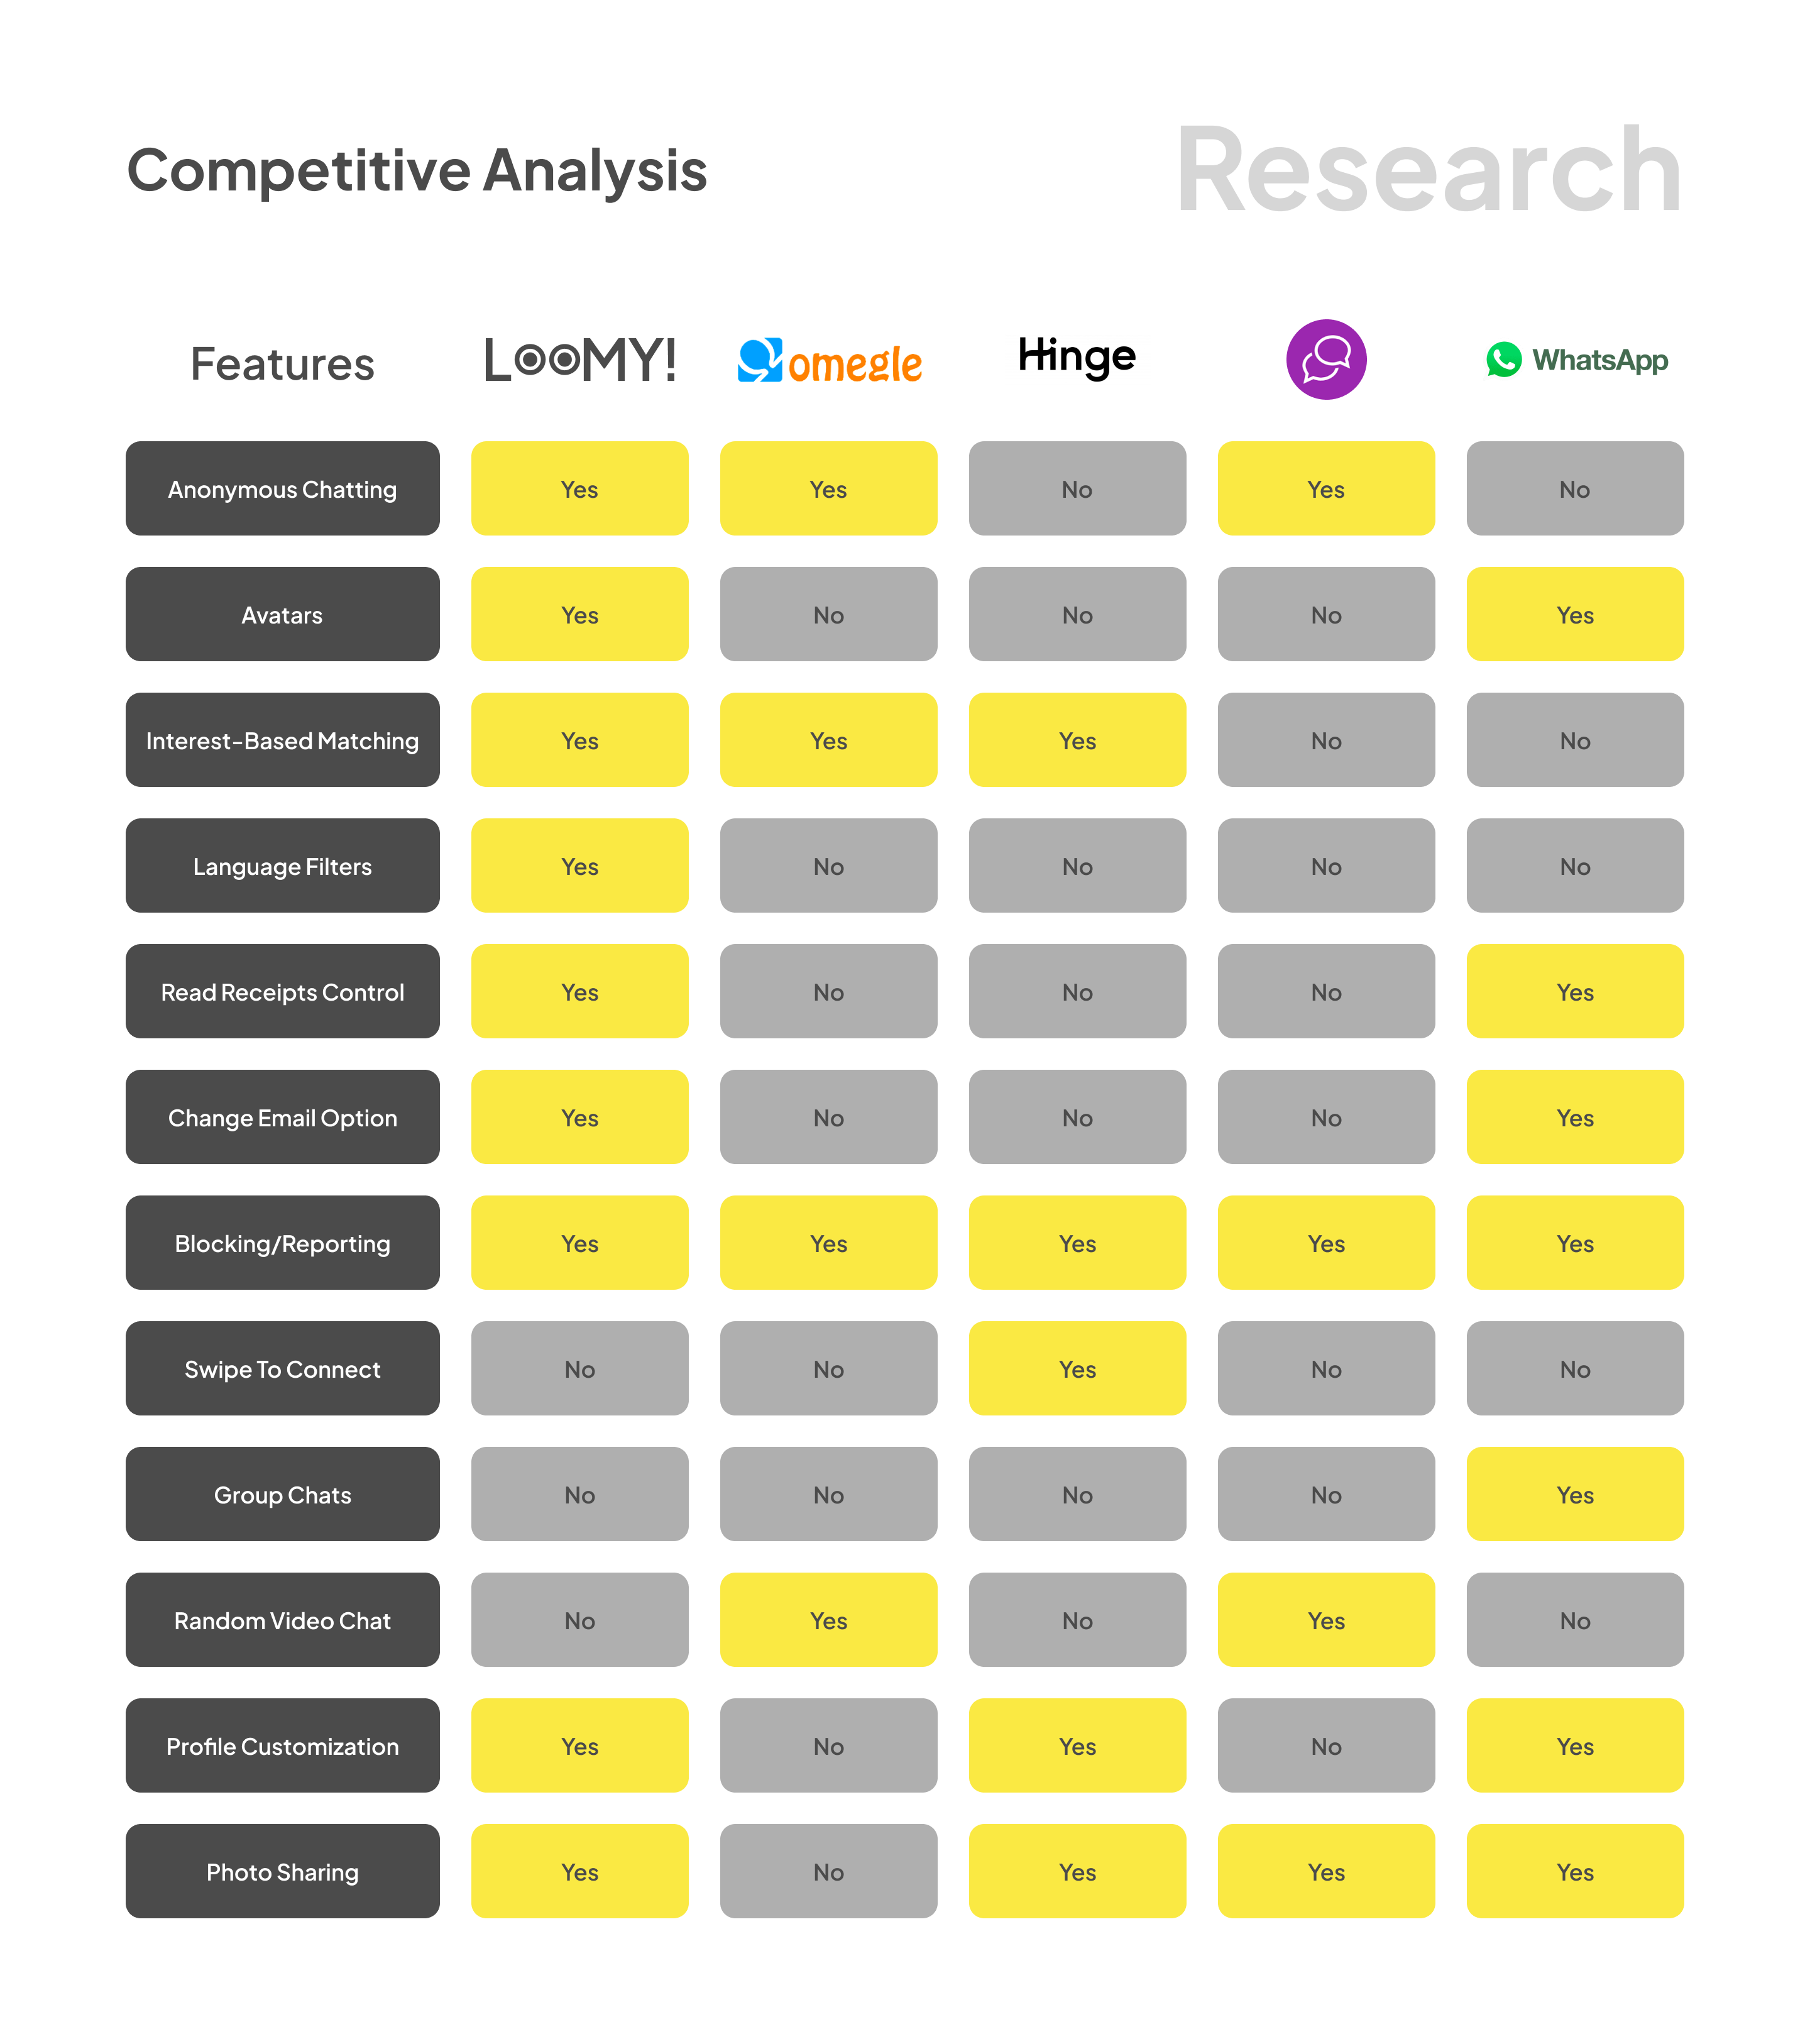 Competitive Analysis
Research
Features LOOMY! omegle Hinge WhatsApp
Anonymous Chatting Yes Yes No Yes No
Avatars Yes No No No Yes
Interest-Based Matching Yes Yes Yes No No
Language Filters Yes No No No No
Read Receipts Control Yes No No No Yes
Change Email Option Yes No No No Yes
Blocking/Reporting Yes Yes Yes Yes Yes
Swipe To Connect No No Yes No No
Group Chats No No No No Yes
Random Video Chat No Yes No Yes No
Profile Customization Yes No Yes No Yes
Photo Sharing Yes No Yes Yes Yes